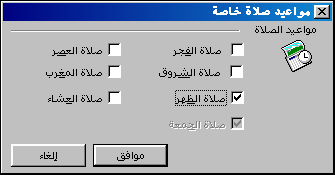 مواعيد صلاة خاصة
مواعيد الصلاة
صلاة الفجر
صلاة العصر
صلاة الشروق
صلاة المغرب
صلاة الظهر
صلاة العشاء
صلاة الجمعة
موافق
إلغاء